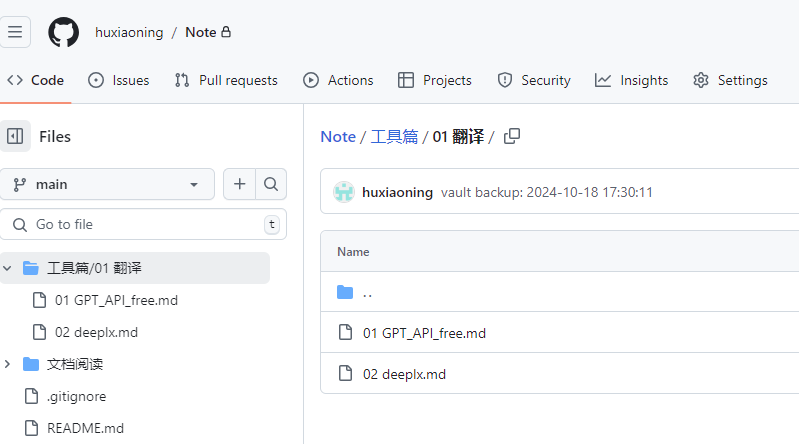 huxiaoning / Note
Code Issues Pull requests Actions Projects Security Insights Settings
Files
main
Go to file t
工具篇/01 翻译
01 GPT_API_free.md
02 deeplx.md
文档阅读
.gitignore
README.md
Note / 工具篇 / 01 翻译 /
huxiaoning vault backup: 2024-10-18 17:30:11
Name
..
01 GPT_API_free.md
02 deeplx.md